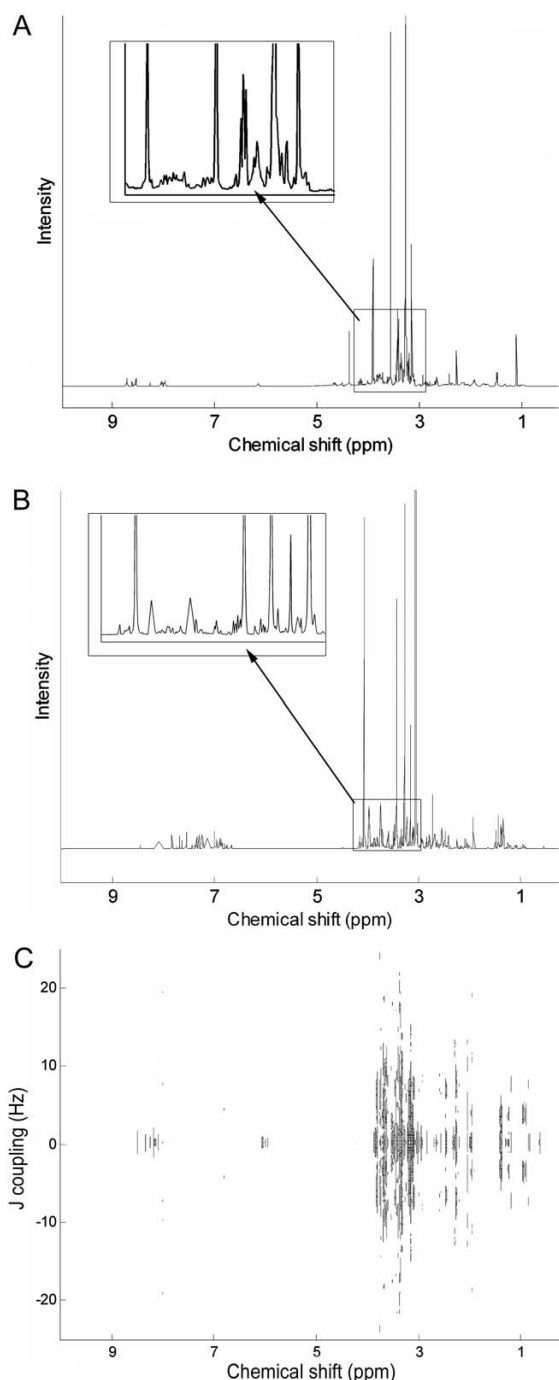 A
Intensity
9 7 5 3 1
Chemical shift (ppm)
B
Intensity
9 7 5 3 1
Chemical shift (ppm)
C
J coupling (Hz)
20
10
0
-10
-20
9 7 5 3 1
Chemical shift (ppm)